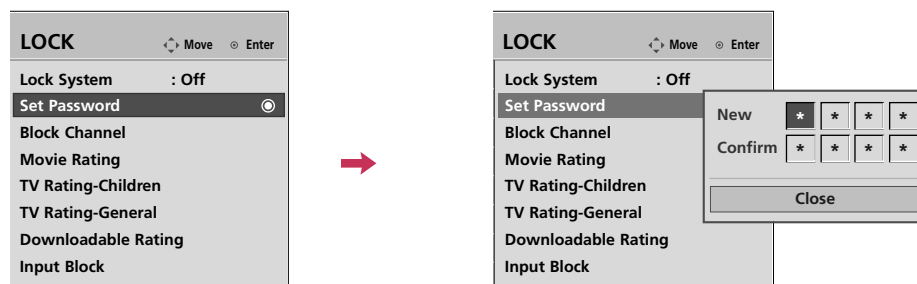 LOCK Move Enter
Lock System : Off
Set Password
Block Channel
Movie Rating
TV Rating-Children
TV Rating-General
Downloadable Rating
Input Block
LOCK Move Enter
Lock System : Off
Set Password
Block Channel
Movie Rating
TV Rating-Children
TV Rating-General
Downloadable Rating
Input Block
New * * * *
Confirm * * * *
Close